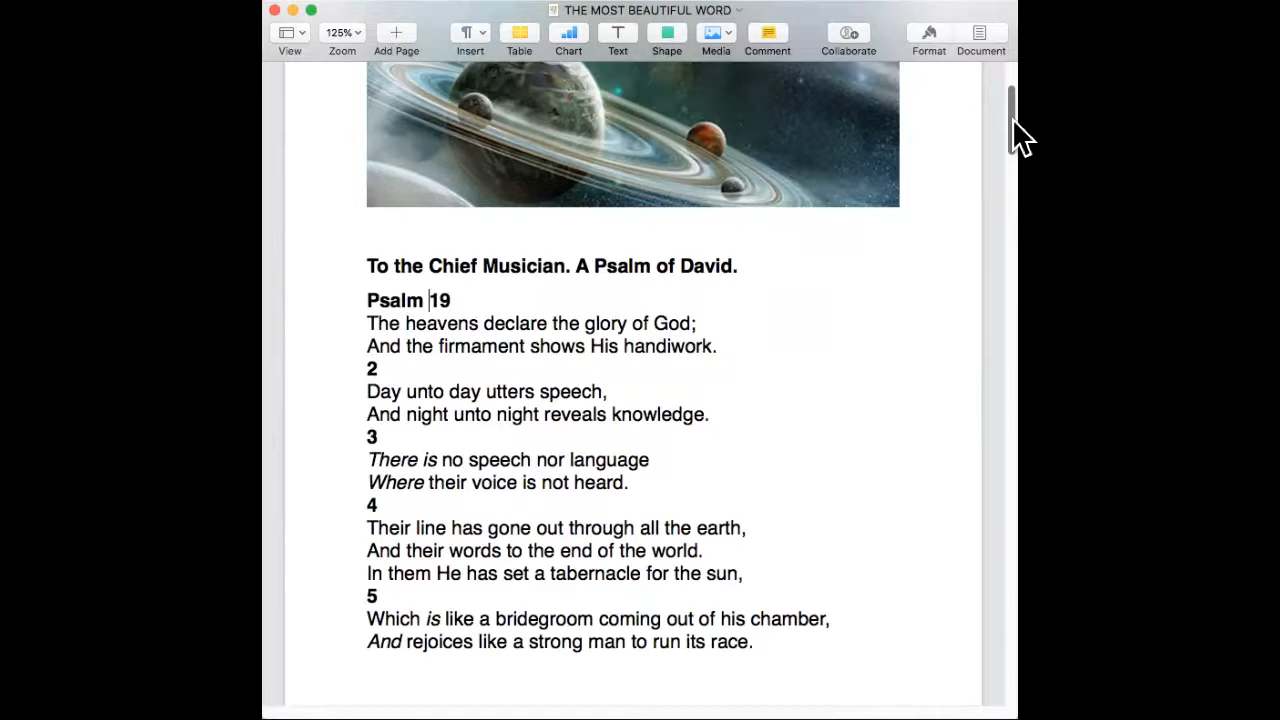 THE MOST BEAUTIFUL WORD
125%
View
Zoom
Add Page
Insert
Table
Chart
Text
Shape
Media
Comment
Collaborate
Format
Document
To the Chief Musician. A Psalm of David.
Psalm 19
The heavens declare the glory of God;
And the firmament shows His handiwork.
2
Day unto day utters speech,
And night unto night reveals knowledge.
3
There is no speech nor language
Where their voice is not heard.
4
Their line has gone out through all the earth,
And their words to the end of the world.
In them He has set a tabernacle for the sun,
5
Which is like a bridegroom coming out of his chamber,
And rejoices like a strong man to run its race.